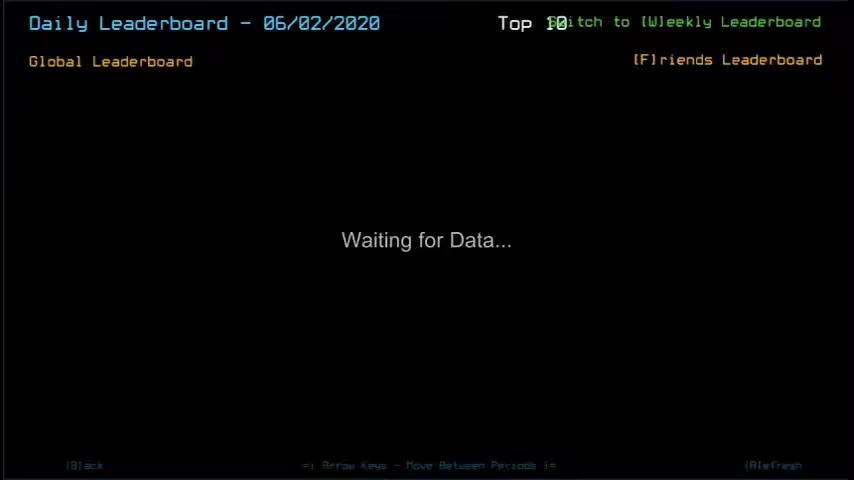 Daily Leaderboard - 06/02/2020
Top 10
Switch to [W]eekly Leaderboard
Global Leaderboard
[F]riends Leaderboard
Waiting for Data...
[B]ack
=[ Arrow Keys - Move Between Periods ]=
[R]efresh